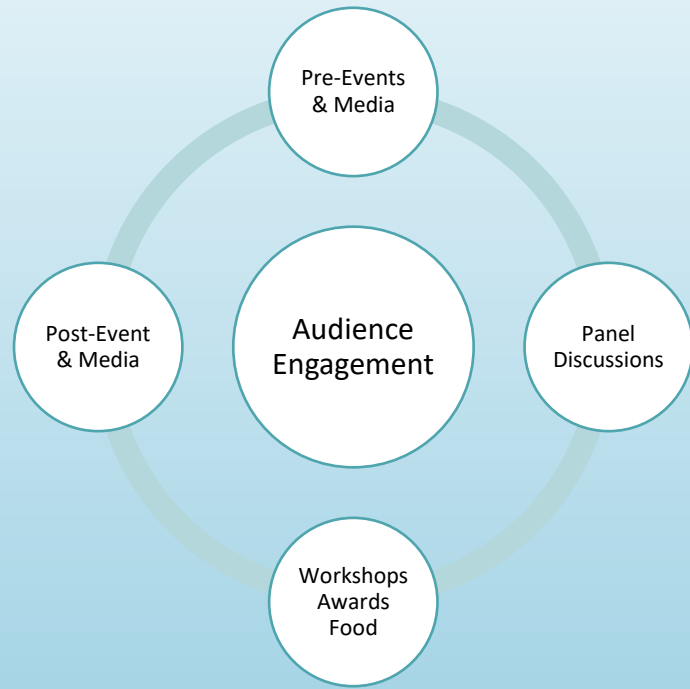 Pre-Events
& Media
Post-Event
& Media
Audience
Engagement
Panel
Discussions
Workshops
Awards
Food